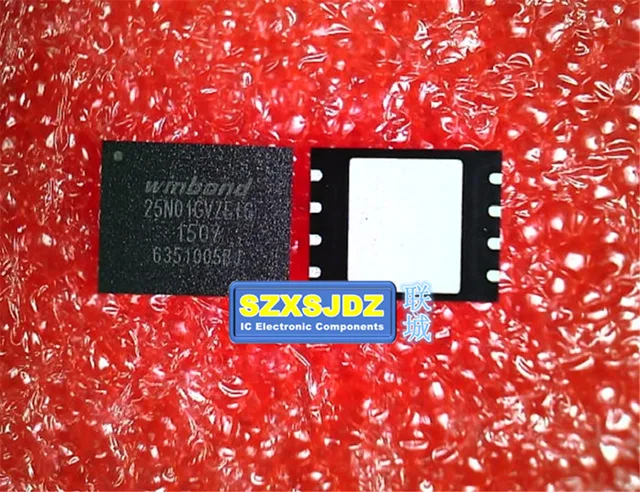 winbond
25N01GVZEIG
1507
6351005BJ
SZXSJDZ
IC Electronic Components
联城